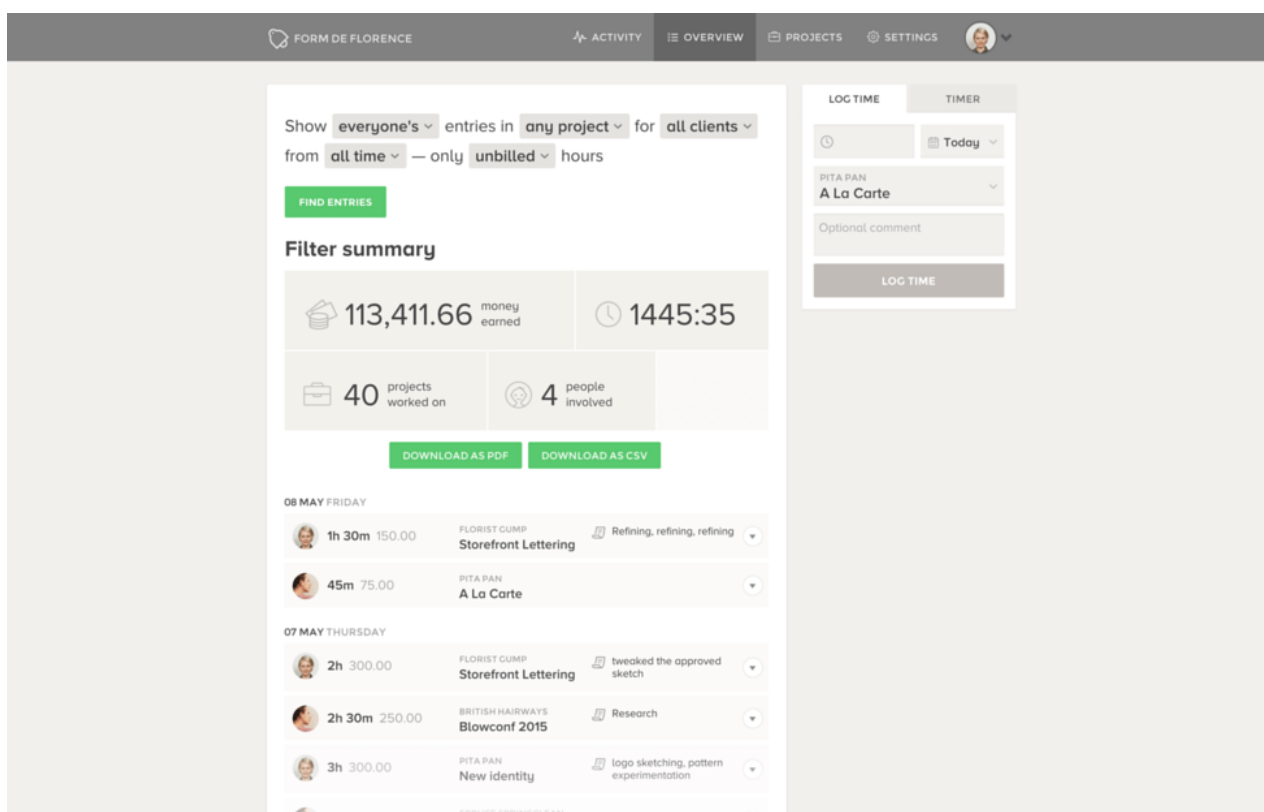 FORM DE FLORENCE
ACTIVITY
OVERVIEW
PROJECTS
SETTINGS
Show everyone's entries in any project for all clients
from all time — only unbilled hours
FIND ENTRIES
Filter summary
113,411.66 money earned
1445:35
40 projects worked on
4 people involved
DOWNLOAD AS PDF
DOWNLOAD AS CSV
08 MAY FRIDAY
1h 30m 150.00
FLORIST GUMP
Storefront Lettering
Refining, refining, refining
45m 75.00
PITA PAN
A La Carte
07 MAY THURSDAY
2h 300.00
FLORIST GUMP
Storefront Lettering
tweaked the approved
sketch
2h 30m 250.00
BRITISH HAIRWAYS
Blowconf 2015
Research
3h 300.00
PITA PAN
New identity
logo sketching, pattern
experimentation
LOG TIME
TIMER
Today
PITA PAN
A La Carte
Optional comment
LOG TIME